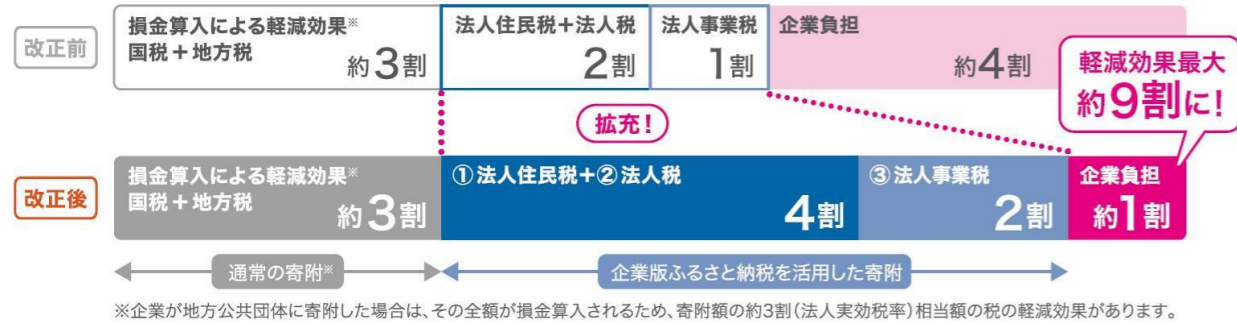 改正前
損金算入による軽減効果※
国税+地方税
約3割
法人住民税+法人税
2割
法人事業税
1割
企業負担
約4割
軽減効果最大
約9割に!
拡充!
改正後
損金算入による軽減効果※
国税+地方税
約3割
①法人住民税+②法人税
4割
③法人事業税
2割
企業負担
約1割
通常の寄附※
企業版ふるさと納税を活用した寄附
※企業が地方公共団体に寄附した場合は、その全額が損金算入されるため、寄附額の約3割(法人実効税率)相当額の税の軽減効果があります。